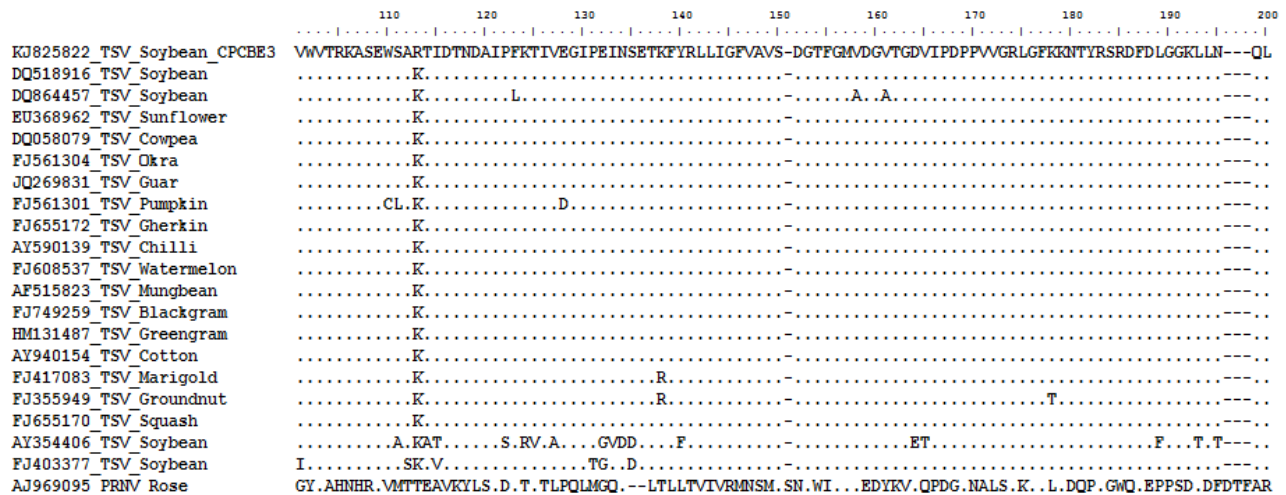 110 120 130 140 150 160 170 180 190 200
....|....|....|....|....|....|....|....|....|....|....|....|....|....|....|....|....|....|....|....|
KJ825822_TSV_Soybean_CPCBE3 VWVTRKASEWSARTIDTNDAIPFKTIVEGIPEINSETKFYRLLIGFVAVS-DGTFGMVDGVTGDVIPDPPVVGRLGFKKNTYRSRDFDLGGKLLN---QL
DQ518916_TSV_Soybean ............K.....................................-............................................---..
DQ864457_TSV_Soybean ............K.........L...........................-......A..A..................................---..
EU368962_TSV_Sunflower ............K.....................................-............................................---..
DQ058079_TSV_Cowpea ............K.....................................-............................................---..
FJ561304_TSV_Okra ............K.....................................-............................................---..
JQ269831_TSV_Guar ............K.....................................-............................................---..
FJ561301_TSV_Pumpkin .........CL.K..............D......................-............................................---..
FJ655172_TSV_Gherkin ............K.....................................-............................................---..
AY590139_TSV_Chilli ............K.....................................-............................................---..
FJ608537_TSV_Watermelon ............K.....................................-............................................---..
AF515823_TSV_Mungbean ............K.....................................-............................................---..
FJ749259_TSV_Blackgram ............K.....................................-............................................---..
HM131487_TSV_Greengram ............K.....................................-............................................---..
AY940154_TSV_Cotton ............K.....................................-............................................---..
FJ417083_TSV_Marigold ............K........................R............-............................................---..
FJ355949_TSV_Groundnut ............K........................R............-..........................T.................---..
FJ655170_TSV_Squash ............K.....................................-............................................---..
AY354406_TSV_Soybean ..........A.KAT......S.RV.A....GVDD....F..........-............ET.......................F...T.T---..
FJ403377_TSV_Soybean I..........SK.V...............TG..D...............-............................................---..
AJ969095_PRNV_Rose GY.AHNHR.VMTTEAVKYLS.D.T.TLPQLMGQ.--LTLLTVIVRMNSM.SN.WI...EDYKV.QPDG.NALS.K..L.DQP.GWQ.EPPSD.DFDTFAR